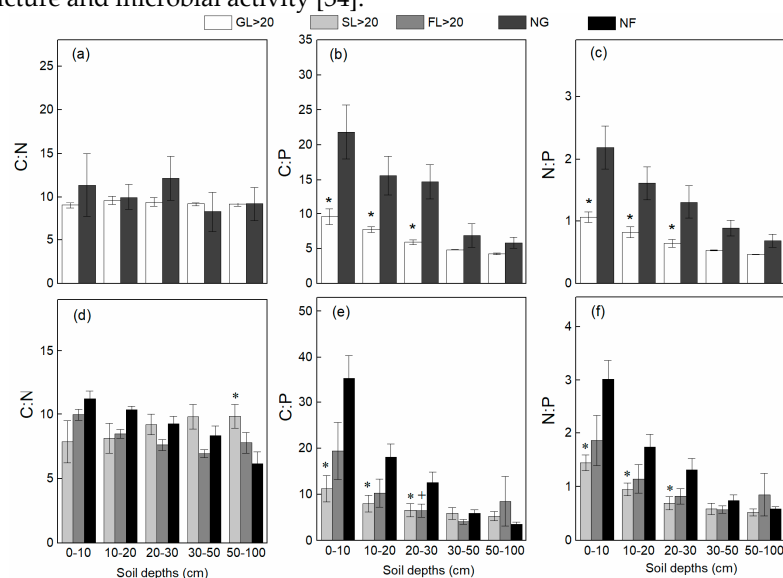 cture and microbial activity [34].
GL>20 SL>20 FL>20 NG NF
(a)
C:N
25
20
15
10
5
0
(b)
C:P
35
30
25
20
15
10
5
0
*
*
*
(c)
N:P
3
2
1
0
*
*
*
(d)
C:N
15
10
5
0
*
0-10 10-20 20-30 30-50 50-100
Soil depths (cm)
(e)
C:P
50
40
30
20
10
0
*
*
* +
0-10 10-20 20-30 30-50 50-100
Soil depths (cm)
(f)
N:P
4
3
2
1
0
*
*
*
0-10 10-20 20-30 30-50 50-100
Soil depths (cm)